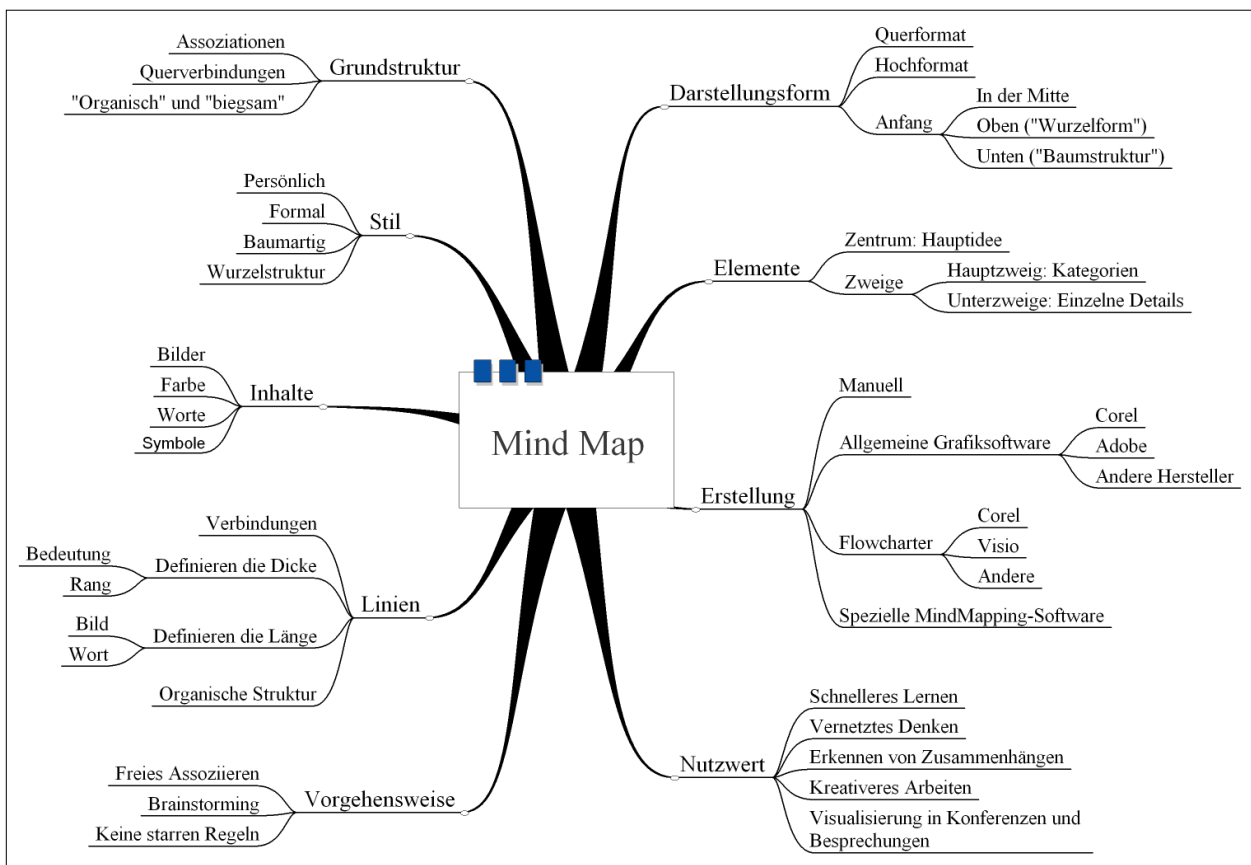 Mind Map
Grundstruktur
Assoziationen
Querverbindungen
"Organisch" und "biegsam"
Stil
Persönlich
Formal
Baumartig
Wurzelstruktur
Inhalte
Bilder
Farbe
Worte
Symbole
Linien
Verbindungen
Definieren die Dicke
Bedeutung
Rang
Definieren die Länge
Bild
Wort
Organische Struktur
Vorgehensweise
Freies Assoziieren
Brainstorming
Keine starren Regeln
Darstellungsform
Querformat
Hochformat
Anfang
In der Mitte
Oben ("Wurzelform")
Unten ("Baumstruktur")
Elemente
Zentrum: Hauptidee
Zweige
Hauptzweig: Kategorien
Unterzweige: Einzelne Details
Erstellung
Manuell
Allgemeine Grafiksoftware
Corel
Adobe
Andere Hersteller
Flowcharter
Corel
Visio
Andere
Spezielle MindMapping-Software
Nutzwert
Schnelleres Lernen
Vernetztes Denken
Erkennen von Zusammenhängen
Kreativeres Arbeiten
Visualisierung in Konferenzen und
Besprechungen